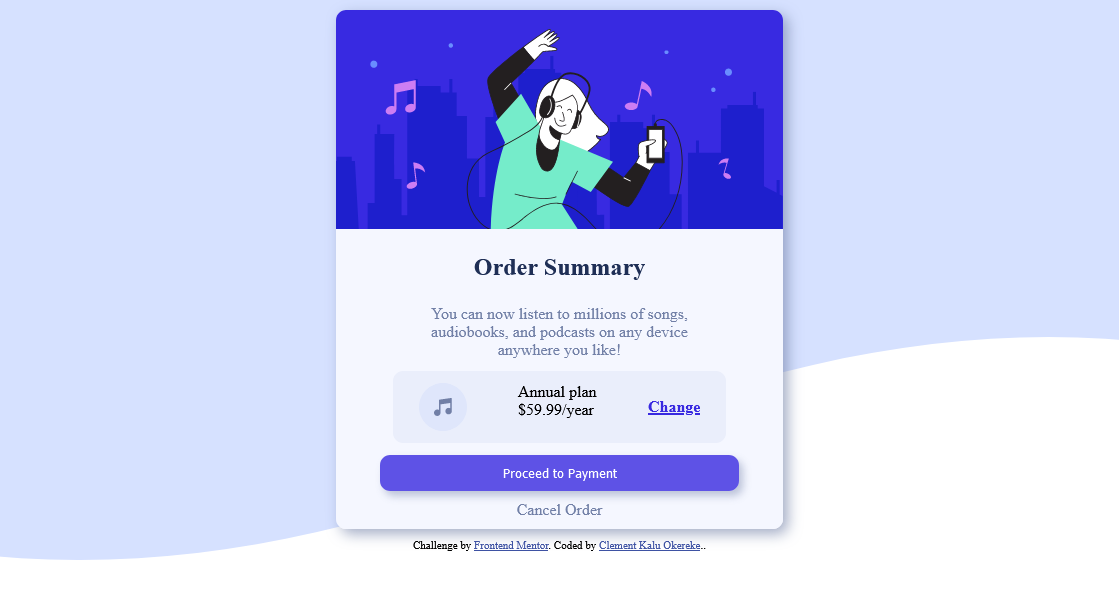 Order Summary
You can now listen to millions of songs,
audiobooks, and podcasts on any device
anywhere you like!
Annual plan
$59.99/year
Change
Proceed to Payment
Cancel Order
Challenge by Frontend Mentor. Coded by Clement Kalu Okereke..